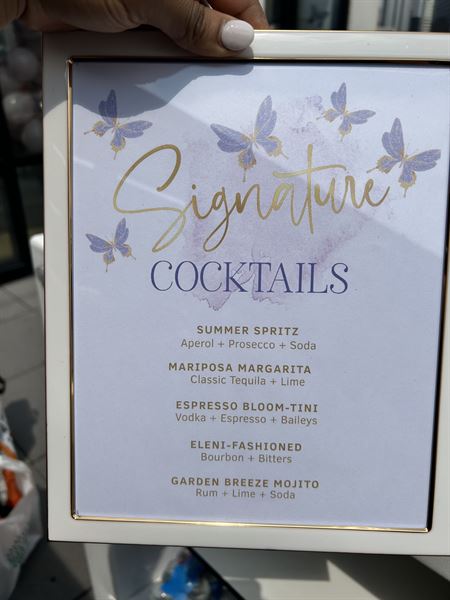 Signature
COCKTAILS
SUMMER SPRITZ
Aperol + Prosecco + Soda
MARIPOSA MARGARITA
Classic Tequila + Lime
ESPRESSO BLOOM-TINI
Vodka + Espresso + Baileys
ELENI-FASHIONED
Bourbon + Bitters
GARDEN BREEZE MOJITO
Rum + Lime + Soda